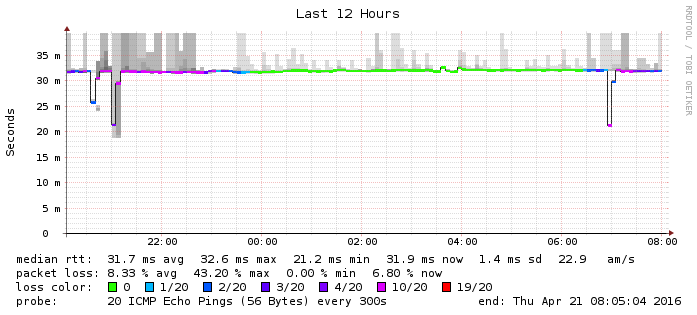 Last 12 Hours
RRDTOOL / TOBI OETIKER
Seconds
35 m
30 m
25 m
20 m
15 m
10 m
5 m
0
22:00 00:00 02:00 04:00 06:00 08:00
median rtt: 31.7 ms avg 32.6 ms max 21.2 ms min 31.9 ms now 1.4 ms sd 22.9 am/s
packet loss: 8.33 % avg 43.20 % max 0.00 % min 6.80 % now
loss color: 0 1/20 2/20 3/20 4/20 10/20 19/20
probe: 20 ICMP Echo Pings (56 Bytes) every 300s end: Thu Apr 21 08:05:04 2016